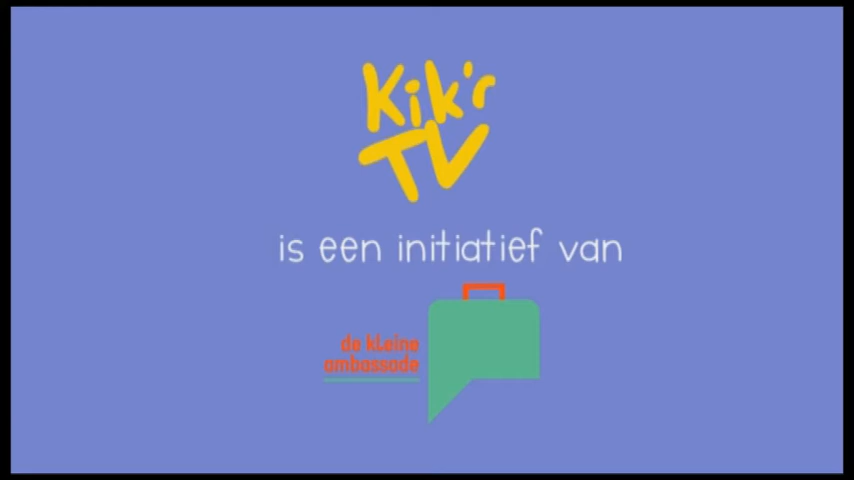 Kik'r
TV
is een initiatief van
de kLeine
ambassade